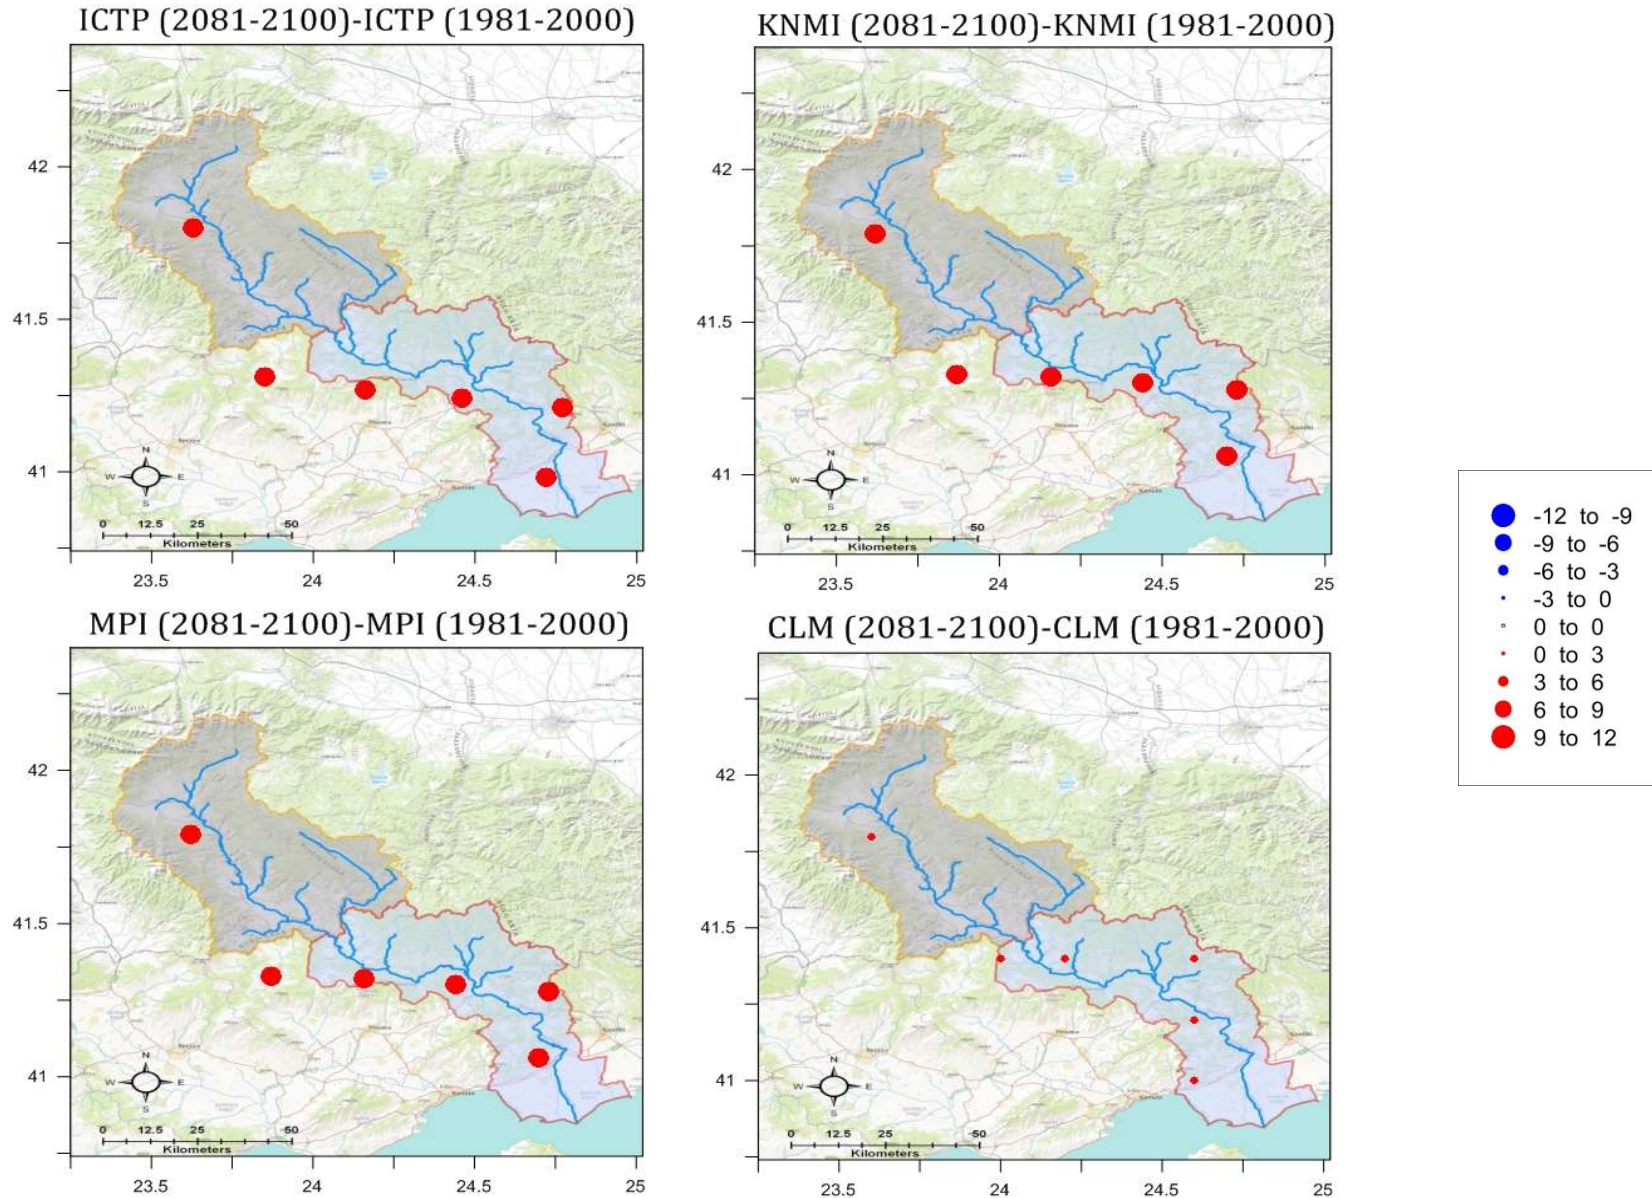 ICTP (2081-2100)-ICTP (1981-2000)
KNMI (2081-2100)-KNMI (1981-2000)
42
41.5
41
N
W E
S
0 12.5 25 50
Kilometers
23.5 24 24.5 25
42
41.5
41
N
W E
S
0 12.5 25 50
Kilometers
23.5 24 24.5 25
-12 to -9
-9 to -6
-6 to -3
-3 to 0
0 to 0
0 to 3
3 to 6
6 to 9
9 to 12
MPI (2081-2100)-MPI (1981-2000)
CLM (2081-2100)-CLM (1981-2000)
42
41.5
41
N
W E
S
0 12.5 25 50
Kilometers
23.5 24 24.5 25
42
41.5
41
N
W E
S
0 12.5 25 50
Kilometers
23.5 24 24.5 25